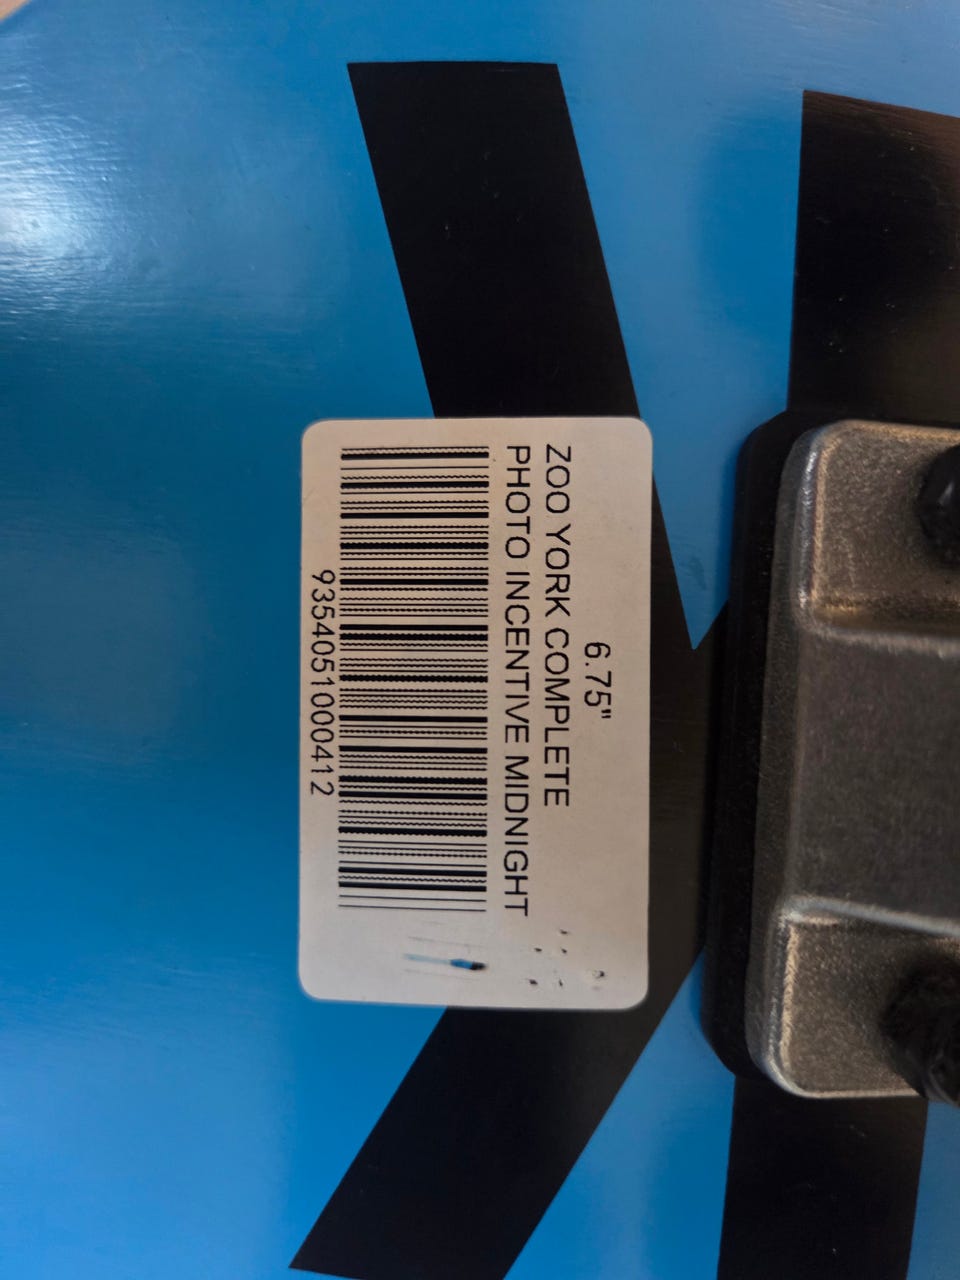 6.75"
ZOO YORK COMPLETE
PHOTO INCENTIVE MIDNIGHT
9354051000412